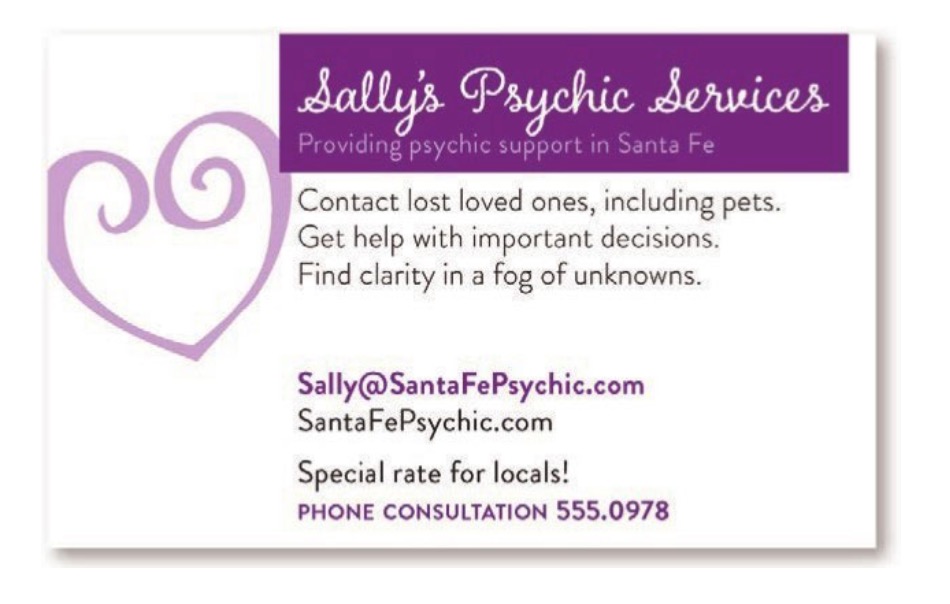 Sally's Psychic Services
Providing psychic support in Santa Fe
Contact lost loved ones, including pets.
Get help with important decisions.
Find clarity in a fog of unknowns.
Sally@SantaFePsychic.com
SantaFePsychic.com
Special rate for locals!
PHONE CONSULTATION 555.0978